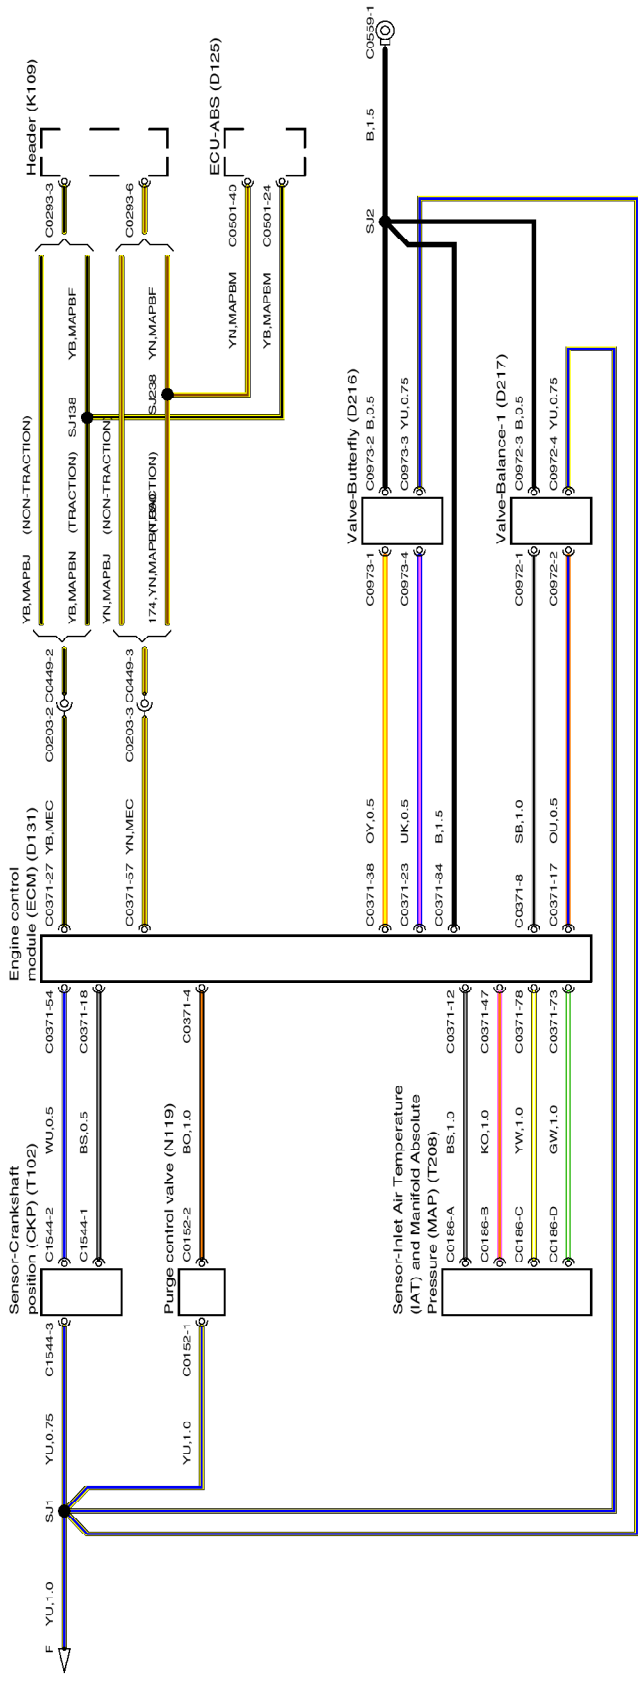 Sensor-Crankshaft
position (CKP) (T102)
Engine control
module (ECM) (D131)
YB,MAPBJ (NON-TRACTION)
Header (K109)
F YU,1.0 SJ1 YU,0.75 C1544-3 C1544-2 WU,0.5 C0371-54 C0371-27 YB,MEC C0203-2 C0449-2 C0293-3
YB,MAPBN (TRACTION) SJ138 YB,MAPBF
C1544-1 BS,0.5 C0371-18
YN,MAPBJ (NON-TRACTION)
C0371-57 YN,MEC C0203-3 C0449-3 C0293-6
174,YN,MAPBN SJ238 YN,MAPBF
Purge control valve (N119)
YU,1.0 C0152-1 C0152-2 BO,1.0 C0371-4
ECU-ABS (D125)
YN,MAPBM C0501-40
YB,MAPBM C0501-24
Valve-Butterfly (D216)
C0371-38 OY,0.5 C0973-1 C0973-2 B,0.5 SJ2 B,1.5 C0559-1
C0371-23 UK,0.5 C0973-4 C0973-3 YU,0.75
Sensor-Inlet Air Temperature
(IAT) and Manifold Absolute
Pressure (MAP) (T208)
C0371-84 B,1.5
C0186-A BS,1.0 C0371-12
C0186-B KO,1.0 C0371-47
Valve-Balance-1 (D217)
C0186-C YW,1.0 C0371-78 C0371-8 SB,1.0 C0972-1 C0972-3 B,0.5
C0186-D GW,1.0 C0371-73 C0371-17 OU,0.5 C0972-2 C0972-4 YU,0.75